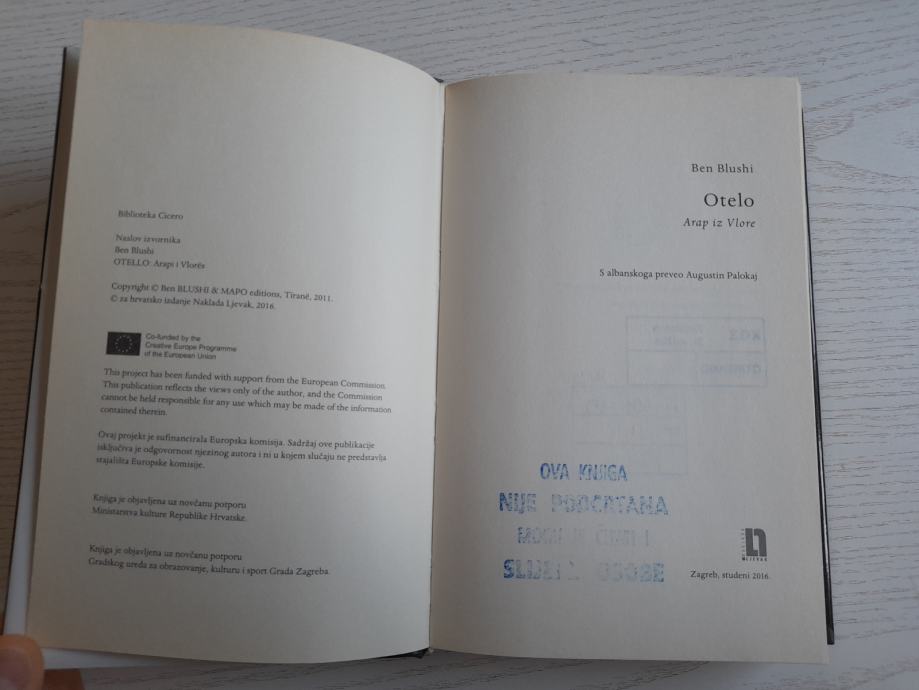 Biblioteka Cicero
Naslov izvornika
Ben Blushi
OTELLO: Arapi i Vlorës
Copyright © Ben BLUSHI & MAPO editions, Tiranë, 2011.
© za hrvatsko izdanje Naklada Ljevak, 2016.
Co-funded by the
Creative Europe Programme
of the European Union
This project has been funded with support from the European Commission.
This publication reflects the views only of the author, and the Commission
cannot be held responsible for any use which may be made of the information
contained therein.
Ovaj projekt je sufinancirala Europska komisija. Sadržaj ove publikacije
isključiva je odgovornost njezinog autora i ni u kojem slučaju ne predstavlja
stajališta Europske komisije.
Knjiga je objavljena uz novčanu potporu
Ministarstva kulture Republike Hrvatske.
Knjiga je objavljena uz novčanu potporu
Gradskog ureda za obrazovanje, kulturu i sport Grada Zagreba.
Ben Blushi
Otelo
Arap iz Vlore
S albanskoga preveo Augustin Palokaj
OVA KNJIGA
NIJE PODCRTANA
OSOBE
LJEVAK
Zagreb, studeni 2016.